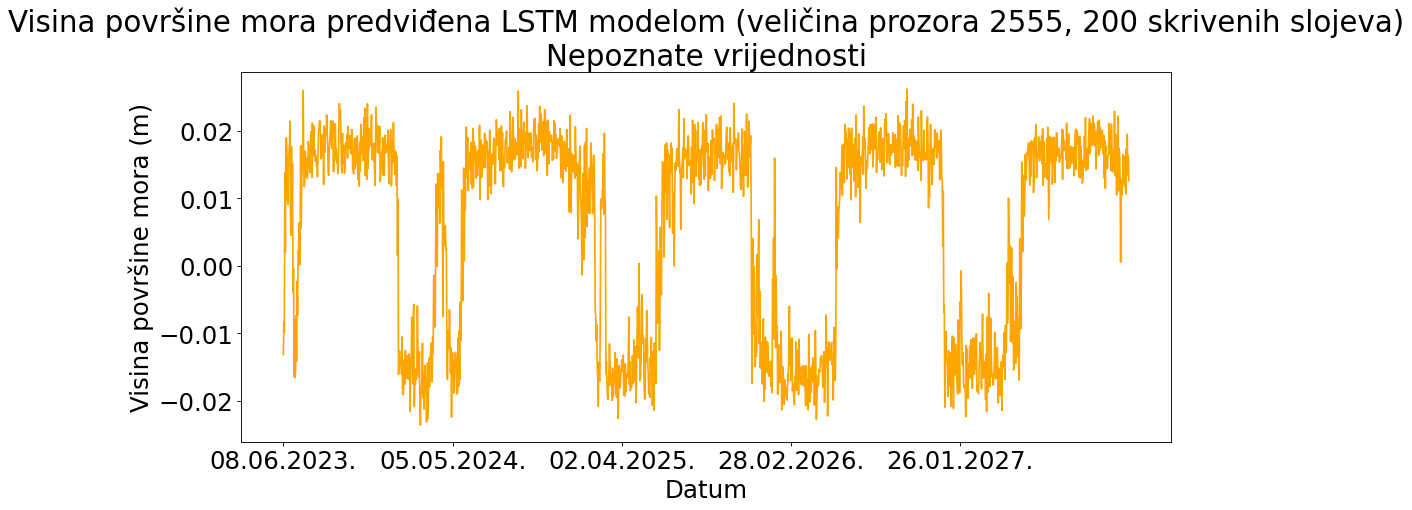 Visina površine mora predviđena LSTM modelom (veličina prozora 2555, 200 skrivenih slojeva)
Nepoznate vrijednosti
Visina površine mora (m)
0.02
0.01
0.00
−0.01
−0.02
08.06.2023. 05.05.2024. 02.04.2025. 28.02.2026. 26.01.2027.
Datum